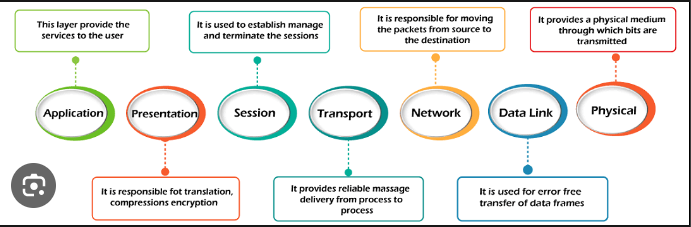 This layer provide the
services to the user
It is used to establish manage
and terminate the sessions
It is responsible for moving
the packets from source to
the destination
It provides a physical medium
through which bits are
transmitted
Application
Presentation
Session
Transport
Network
Data Link
Physical
It is responsible fot translation,
compressions encryption
It provides reliable massage
delivery from process to
process
It is used for error free
transfer of data frames